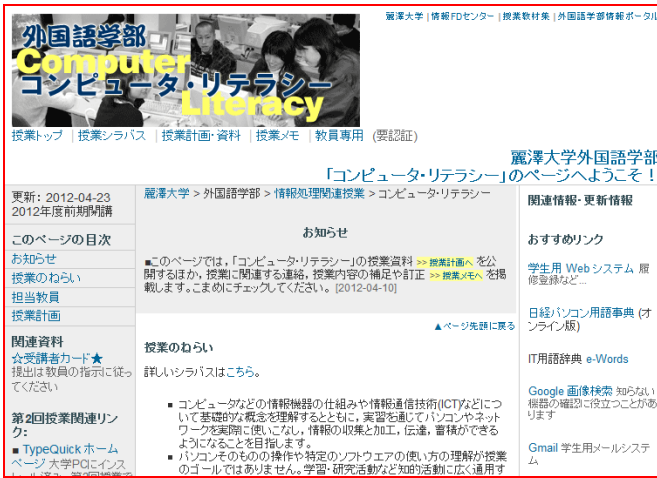 麗澤大学 | 情報FDセンター | 授業教材集 | 外国語学部情報ポータル
外国語学部
Computer
コンピュータ・リテラシー
Literacy
授業トップ | 授業シラバス | 授業計画・資料 | 授業メモ | 教員専用 (要認証)
麗澤大学外国語学部
「コンピュータ・リテラシー」のページへようこそ!
更新: 2012-04-23
2012年度前期開講
このページの目次
お知らせ
授業のねらい
担当教員
授業計画
関連資料
☆受講者カード★
提出は教員の指示に従っ
てください
第2回授業関連リン
ク:
■ TypeQuick ホーム
ページ 大学PCにインス
麗澤大学 > 外国語学部 > 情報処理関連授業 > コンピュータ・リテラシー
お知らせ
■このページでは,「コンピュータ・リテラシー」の授業資料 >> 授業計画へ を公
開するほか, 授業に関連する連絡, 授業内容の補足や訂正 >> 授業メモへ を掲
載します。こまめにチェックしてください。 [2012-04-10]
▲ページ先頭に戻る
授業のねらい
詳しいシラバスはこちら。
■ コンピュータなどの情報機器の仕組みや情報通信技術(ICT)などにつ
いて基礎的な概念を理解するとともに, 実習を通じてパソコンやネット
ワークを実際に使いこなし, 情報の収集と加工, 伝達, 蓄積ができる
ようになることを目指します。
■ パソコンそのものの操作や特定のソフトウエアの使い方の理解が授業
のゴールではありません。学習・研究活動など知的活動に広く通用す
関連情報・更新情報
おすすめリンク
学生用 Web システム 履
修登録など...
日経パソコン用語事典 (オ
ンライン版)
IT用語辞典 e-Words
Google 画像検索 知らない
機器の確認に役立つことがあ
ります
Gmail 学生用メールシステ
ム